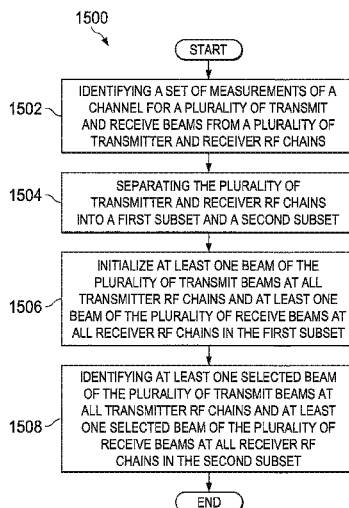 1500
START
1502
IDENTIFYING A SET OF MEASUREMENTS OF A
CHANNEL FOR A PLURALITY OF TRANSMIT
AND RECEIVE BEAMS FROM A PLURALITY OF
TRANSMITTER AND RECEIVER RF CHAINS
1504
SEPARATING THE PLURALITY OF
TRANSMITTER AND RECEIVER RF CHAINS
INTO A FIRST SUBSET AND A SECOND SUBSET
1506
INITIALIZE AT LEAST ONE BEAM OF THE
PLURALITY OF TRANSMIT BEAMS AT ALL
TRANSMITTER RF CHAINS AND AT LEAST ONE
BEAM OF THE PLURALITY OF RECEIVE BEAMS AT
ALL RECEIVER RF CHAINS IN THE FIRST SUBSET
1508
IDENTIFYING AT LEAST ONE SELECTED BEAM
OF THE PLURALITY OF TRANSMIT BEAMS AT
ALL TRANSMITTER RF CHAINS AND AT LEAST
ONE SELECTED BEAM OF THE PLURALITY OF
RECEIVE BEAMS AT ALL RECEIVER RF
CHAINS IN THE SECOND SUBSET
END